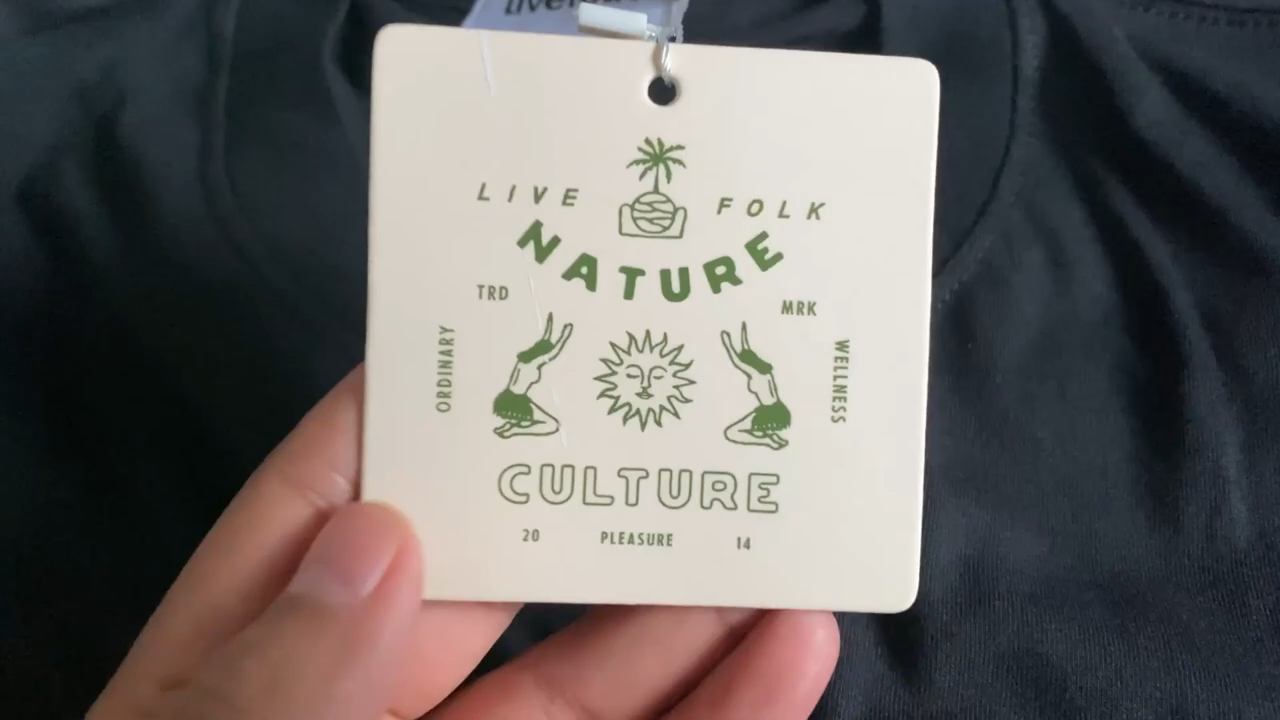 LIVE FOLK
NATURE
TRD MRK
ORDINARY
WELLNESS
CULTURE
20 PLEASURE 14